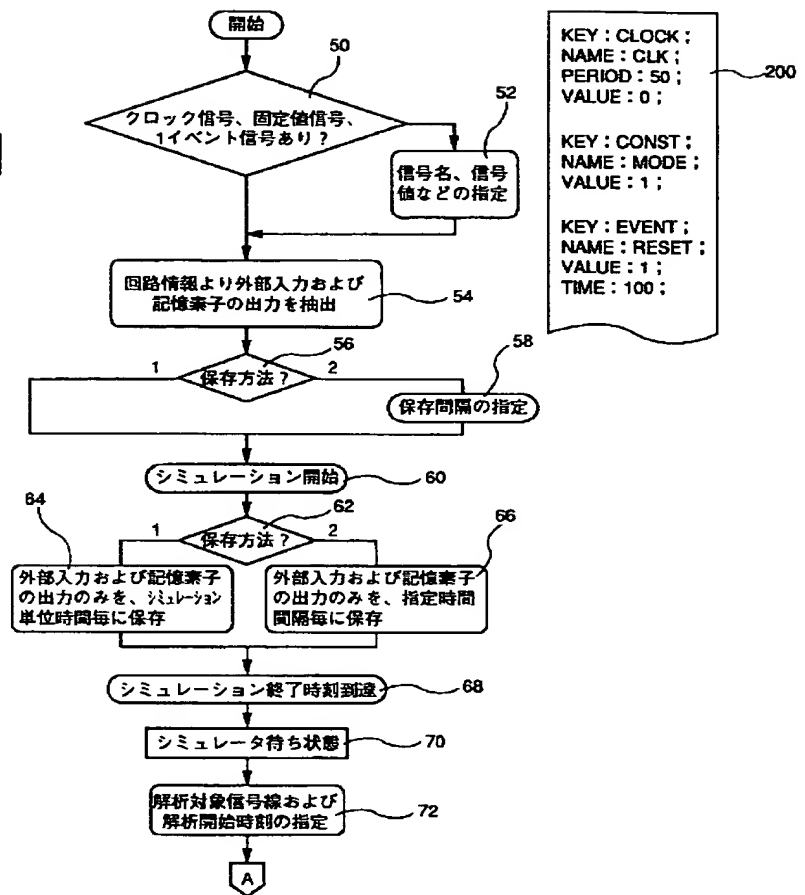 開始
50
クロック信号、固定値信号、
1イベント信号あり?
52
信号名、信号
値などの指定
回路情報より外部入力および
記憶素子の出力を抽出
54
56
1
保存方法?
2
58
保存間隔の指定
シミュレーション開始
60
62
64
1
保存方法?
2
66
外部入力および記憶素子
の出力のみを、シミュレーション
単位時間毎に保存
外部入力および記憶素子
の出力のみを、指定時間
間隔毎に保存
シミュレーション終了時刻到達
68
シミュレータ待ち状態
70
解析対象信号線および
解析開始時刻の指定
72
A
KEY:CLOCK;
NAME:CLK;
PERIOD:50;
VALUE:0;
KEY:CONST;
NAME:MODE;
VALUE:1;
KEY:EVENT;
NAME:RESET;
VALUE:1;
TIME:100;
200